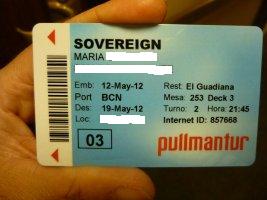 SOVEREIGN
MARIA
Emb: 12-May-12 Rest: El Guadiana
Port BCN Mesa: 253 Deck 3
Des: 19-May-12 Turno: 2 Hora: 21:45
Loc: Internet ID: 857668
03 pullmantur